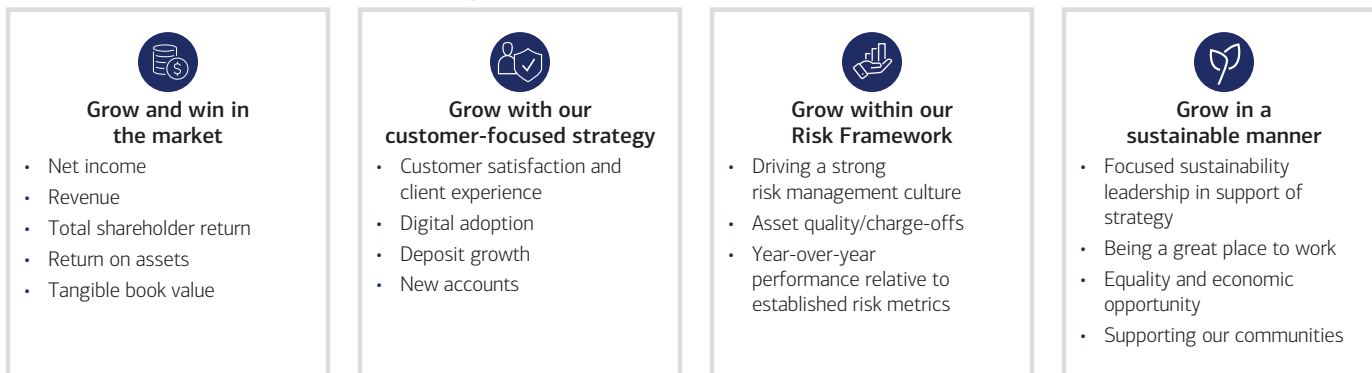 Grow and win in
the market
• Net income
• Revenue
• Total shareholder return
• Return on assets
• Tangible book value
Grow with our
customer-focused strategy
• Customer satisfaction and
client experience
• Digital adoption
• Deposit growth
• New accounts
Grow within our
Risk Framework
• Driving a strong
risk management culture
• Asset quality/charge-offs
• Year-over-year
performance relative to
established risk metrics
Grow in a
sustainable manner
• Focused sustainability
leadership in support of
strategy
• Being a great place to work
• Equality and economic
opportunity
• Supporting our communities